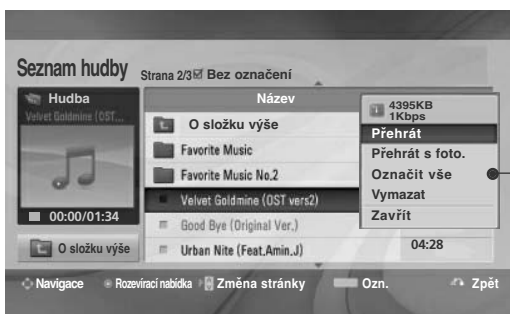 Seznam hudby
Strana 2/3 Bez označení
Hudba
Velvet Goldmine (OST...
00:00/01:34
O složku výše
Název
O složku výše
Favorite Music
Favorite Music No.2
Velvet Goldmine (OST vers2)
Good Bye (Original Ver.)
Urban Nite (Feat.Amin.J)
04:28
4395KB
1Kbps
Přehrát
Přehrát s foto.
Označit vše
Vymazat
Zavřít
Navigace
Rozevírací nabídka
Změna stránky
Ozn.
Zpět